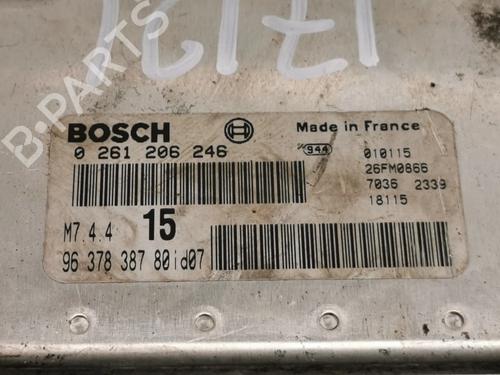 B-PARTS
BOSCH
Made in France
0 261 206 246
944
010115
26FM0866
7036 2339
18115
M7.4.4
15
96 378 387 80id07